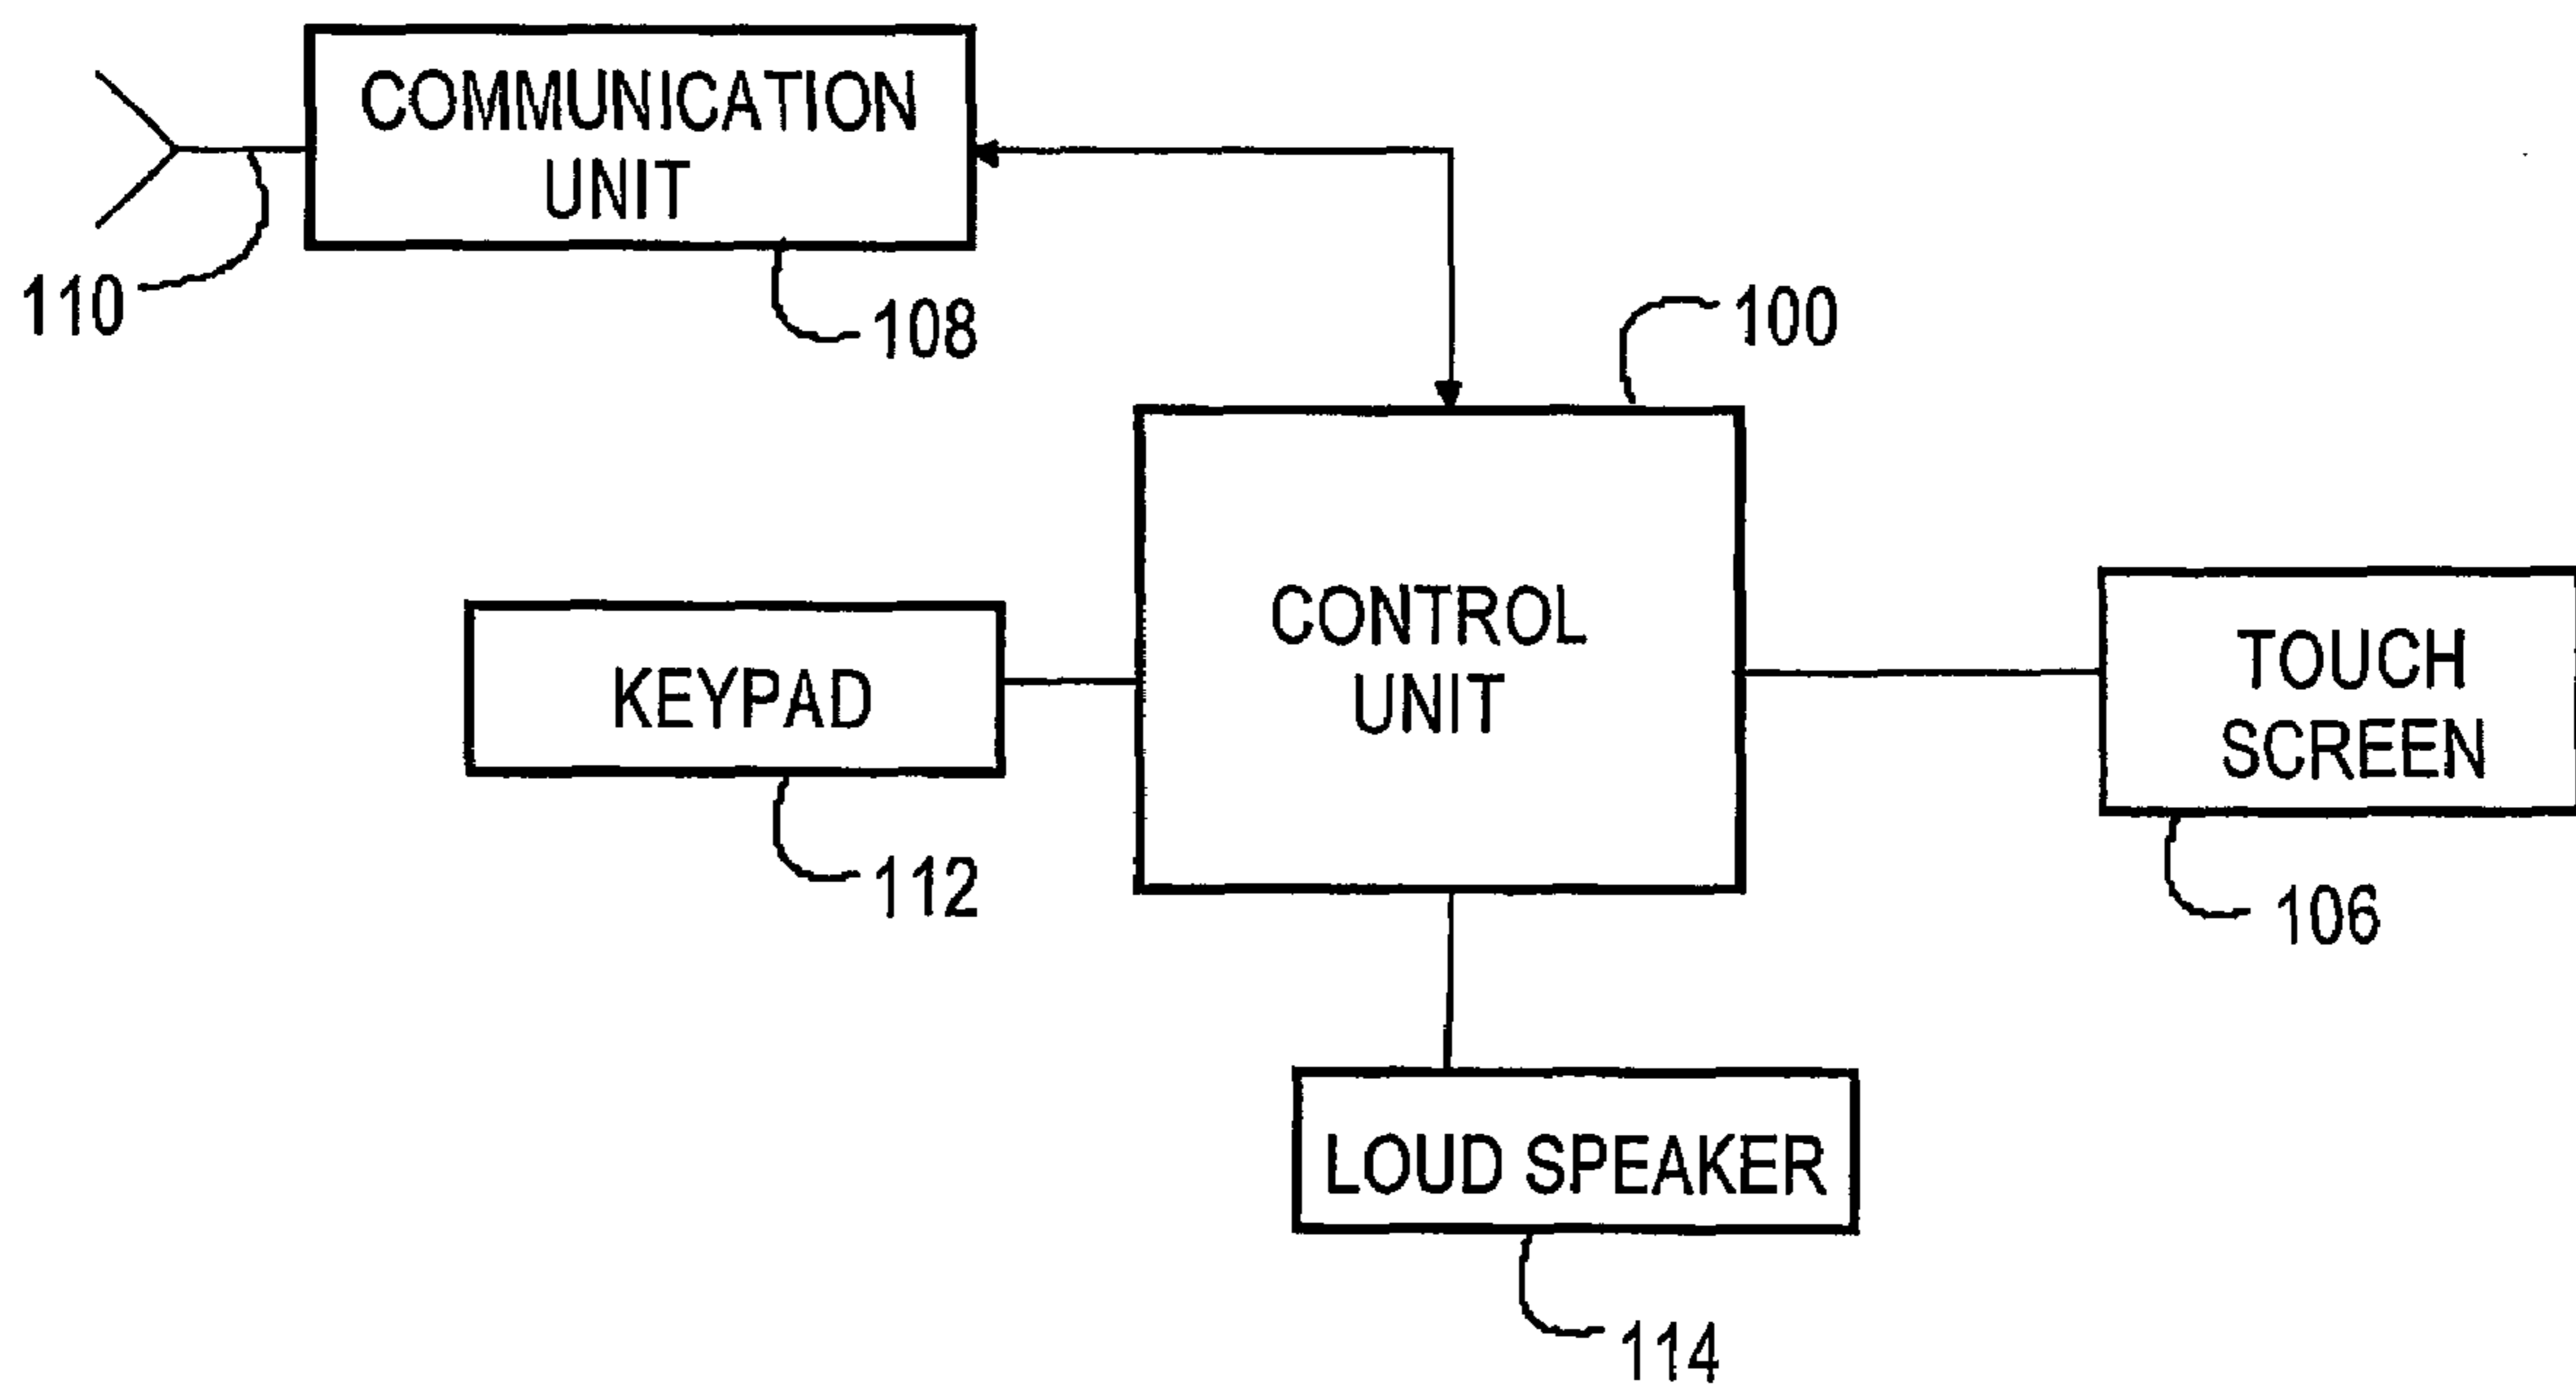 COMMUNICATION
UNIT
110
108
100
CONTROL
UNIT
KEYPAD
TOUCH
SCREEN
112
106
LOUD SPEAKER
114